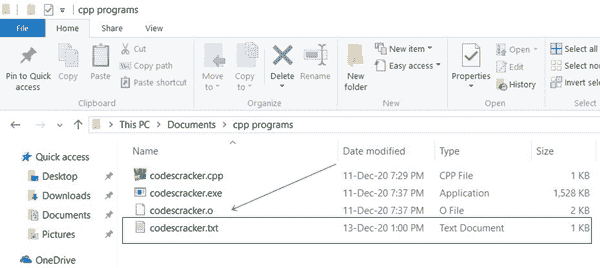 cpp programs
File Home Share View
Pin to Quick access
Copy
Paste
Cut
Copy path
Paste shortcut
Clipboard
Move to
Copy to
Delete
Rename
Organize
New folder
New item
Easy access
New
Properties
Open
Edit
History
Open
Select all
Select no
Invert sele
Select
This PC Documents cpp programs
Name Date modified Type Size
Quick access
Desktop
Downloads
Documents
Pictures
OneDrive
codescracker.cpp 11-Dec-20 7:29 PM CPP File 1 KB
codescracker.exe 11-Dec-20 7:37 PM Application 1,528 KB
codescracker.o 11-Dec-20 7:37 PM O File 2 KB
codescracker.txt 13-Dec-20 1:00 PM Text Document 1 KB